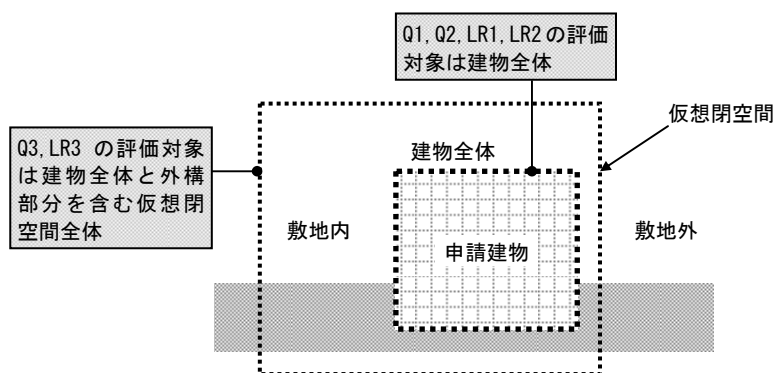 Q1, Q2, LR1, LR2 の評価
対象は建物全体
仮想閉空間
Q3, LR3 の評価対象
は建物全体と外構
部分を含む仮想閉
空間全体
建物全体
敷地内
申請建物
敷地外